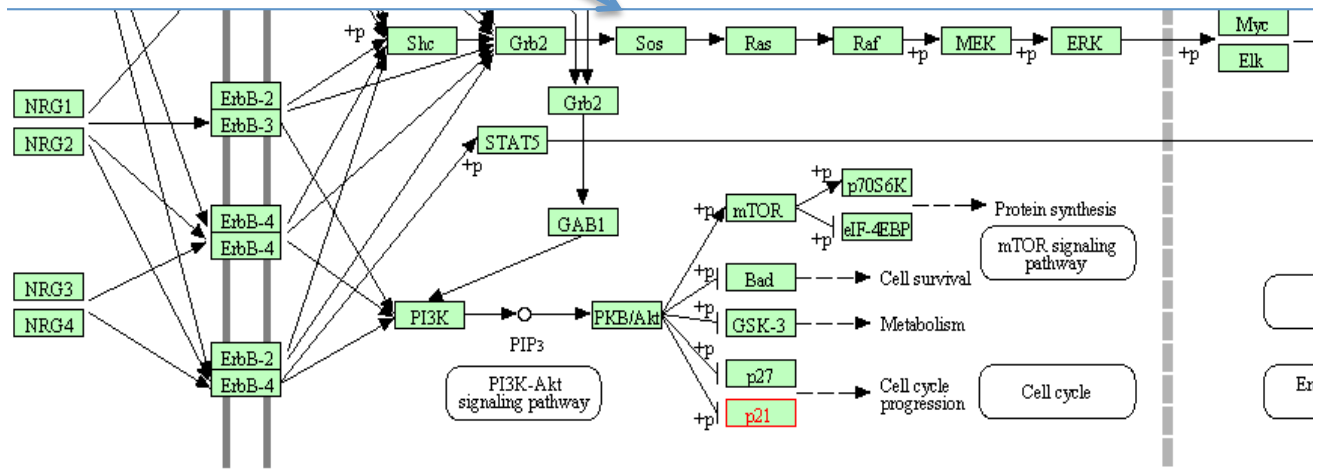 Myc
+p
Shc
Grb2
Sos
Ras
Raf
+p
MEK
+p
ERK
+p
Elk
NRG1
NRG2
ErbB-2
ErbB-3
Grb2
STAT5
+p
ErbB-4
ErbB-4
GAB1
+p
mTOR
+p
p70S6K
+p
eIF-4EBP
Protein synthesis
mTOR signaling
pathway
NRG3
NRG4
PI3K
PIP3
PKB/Akt
+p
Bad
Cell survival
+p
GSK-3
Metabolism
ErbB-2
ErbB-4
PI3K-Akt
signaling pathway
+p
p27
+p
p21
Cell cycle
progression
Cell cycle
En